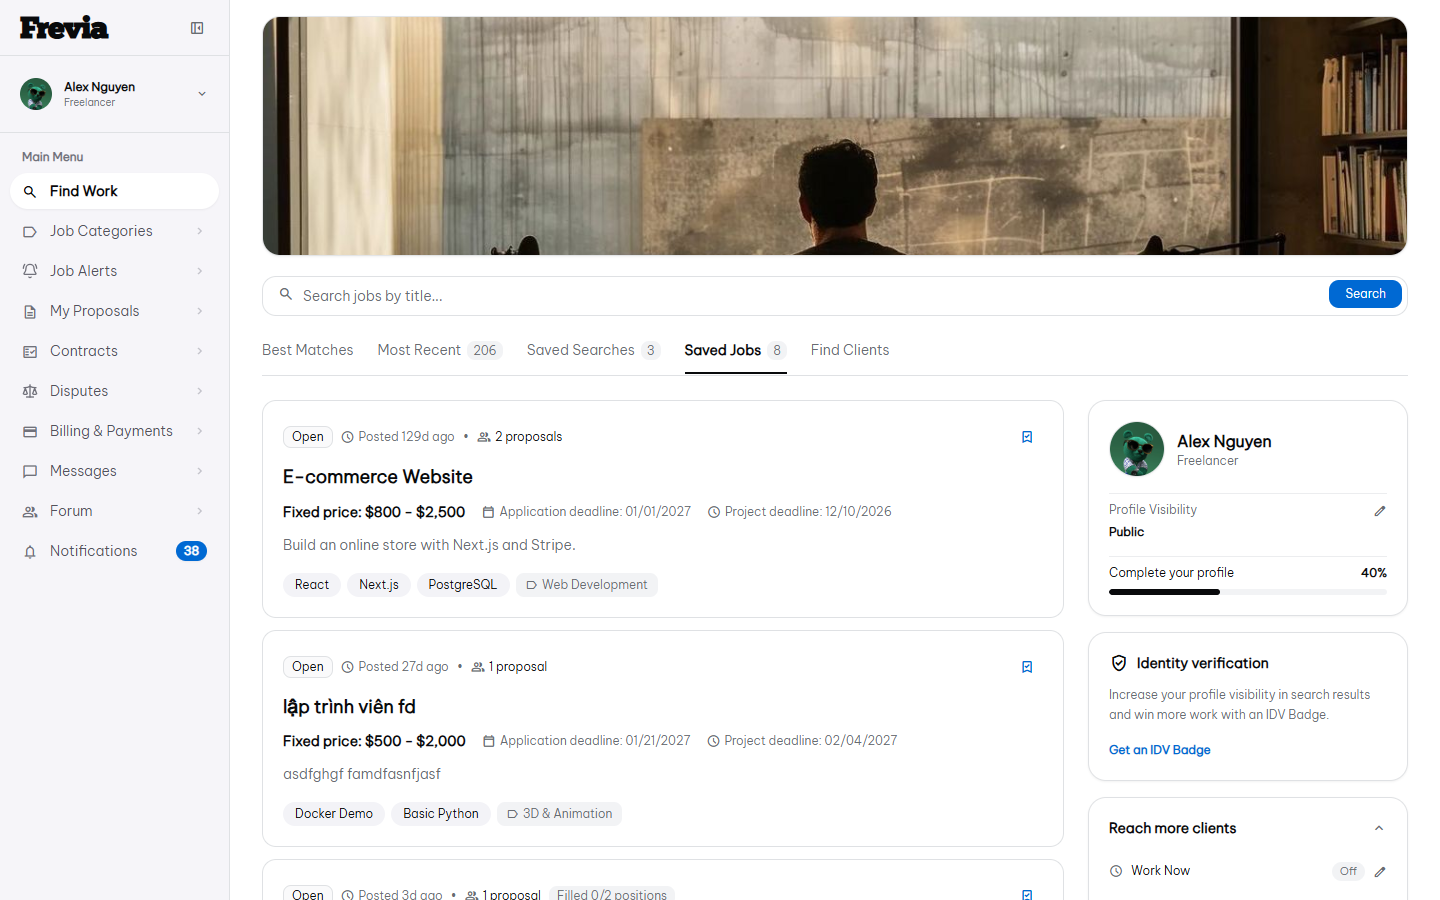 Frevia
Alex Nguyen
Freelancer
Main Menu
Find Work
Job Categories
Job Alerts
My Proposals
Contracts
Disputes
Billing & Payments
Messages
Forum
Notifications 38
Search jobs by title...
Search
Best Matches Most Recent 206 Saved Searches 3 Saved Jobs 8 Find Clients
Open Posted 129d ago • 2 proposals
E-commerce Website
Fixed price: $800 - $2,500 Application deadline: 01/01/2027 Project deadline: 12/10/2026
Build an online store with Next.js and Stripe.
React Next.js PostgreSQL Web Development
Open Posted 27d ago • 1 proposal
lập trình viên fd
Fixed price: $500 - $2,000 Application deadline: 01/21/2027 Project deadline: 02/04/2027
asdfghgf famdfasnfjasf
Docker Demo Basic Python 3D & Animation
Open Posted 3d ago • 1 proposal Filled 0/2 positions
Alex Nguyen
Freelancer
Profile Visibility
Public
Complete your profile 40%
Identity verification
Increase your profile visibility in search results
and win more work with an IDV Badge.
Get an IDV Badge
Reach more clients
Work Now Off